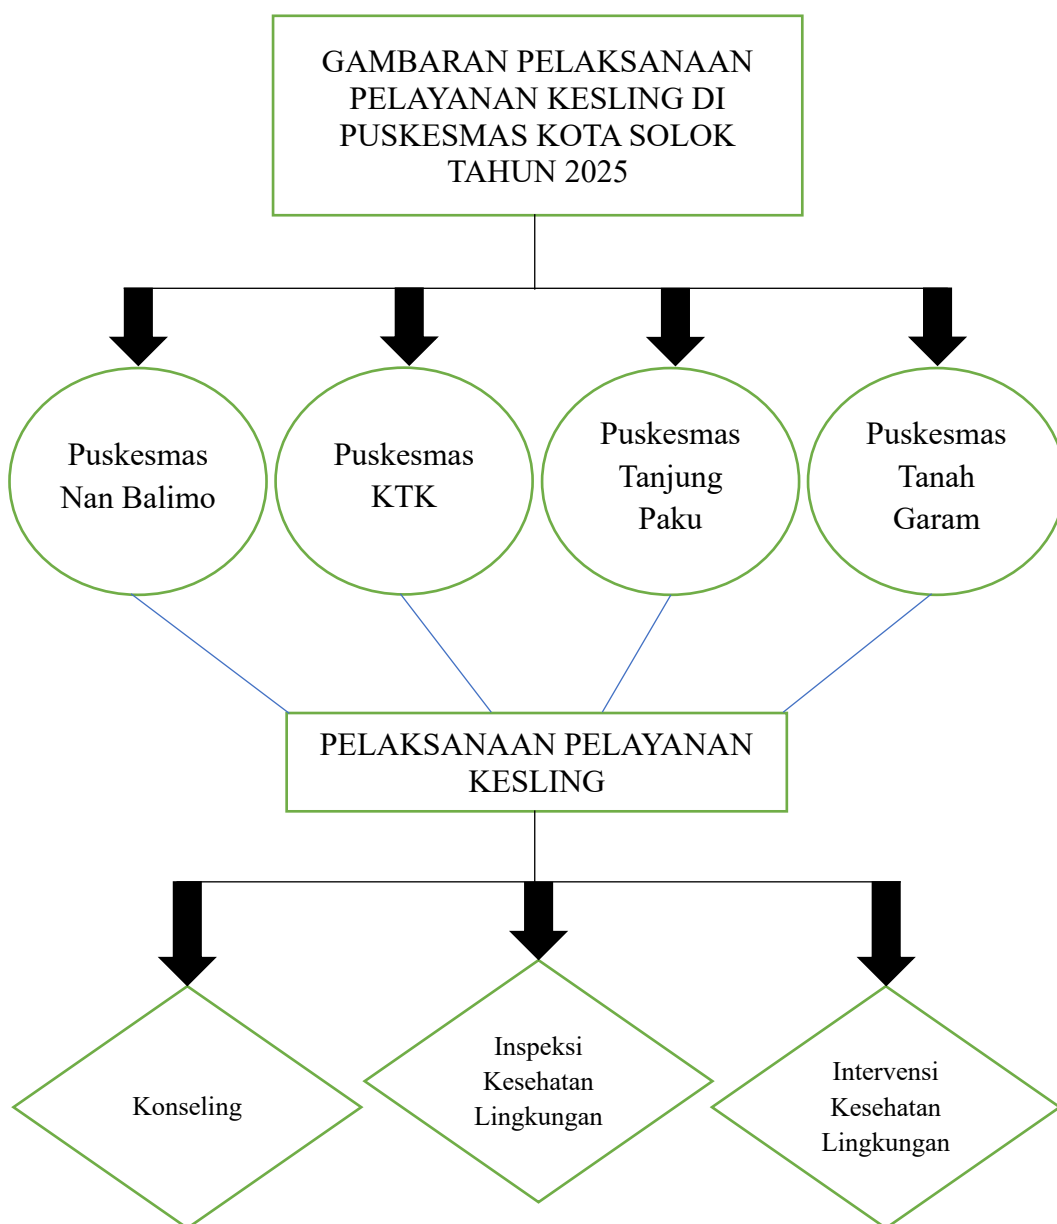 GAMBARAN PELAKSANAAN
PELAYANAN KESLING DI
PUSKESMAS KOTA SOLOK
TAHUN 2025
Puskesmas
Nan Balimo
Puskesmas
KTK
Puskesmas
Tanjung
Paku
Puskesmas
Tanah
Garam
PELAKSANAAN PELAYANAN
KESLING
Konseling
Inspeksi
Kesehatan
Lingkungan
Intervensi
Kesehatan
Lingkungan